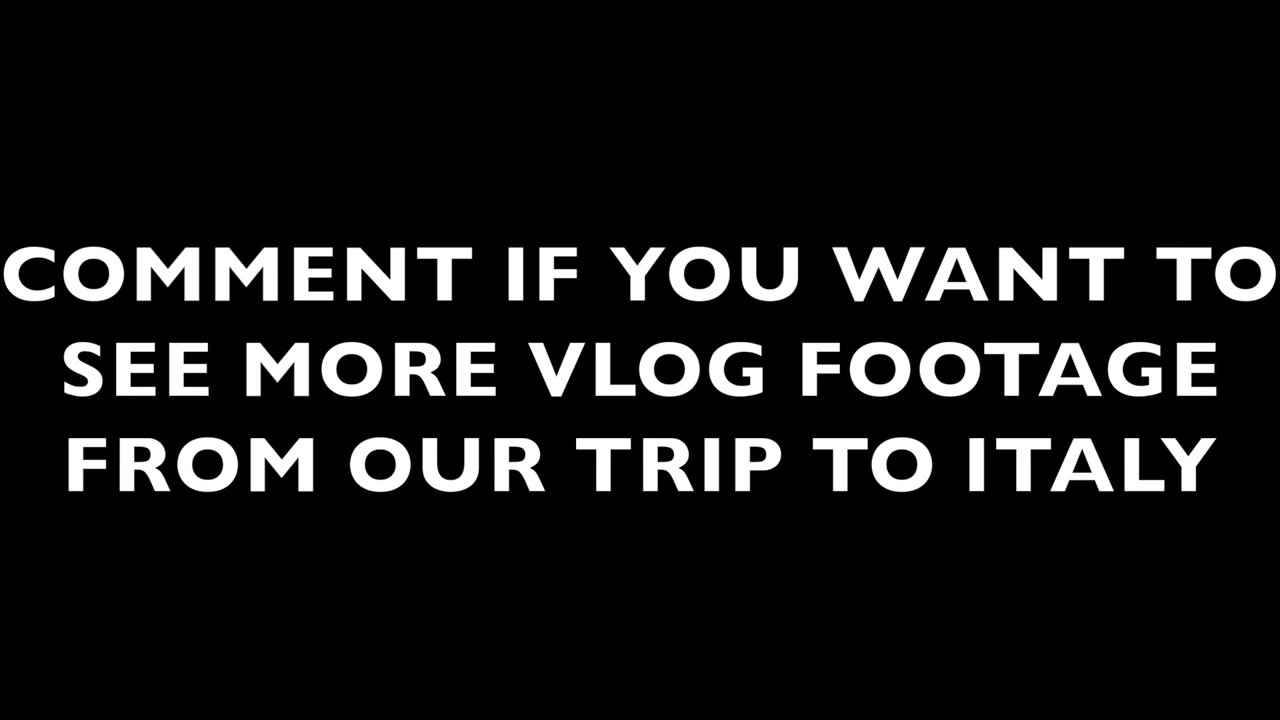 COMMENT IF YOU WANT TO
SEE MORE VLOG FOOTAGE
FROM OUR TRIP TO ITALY